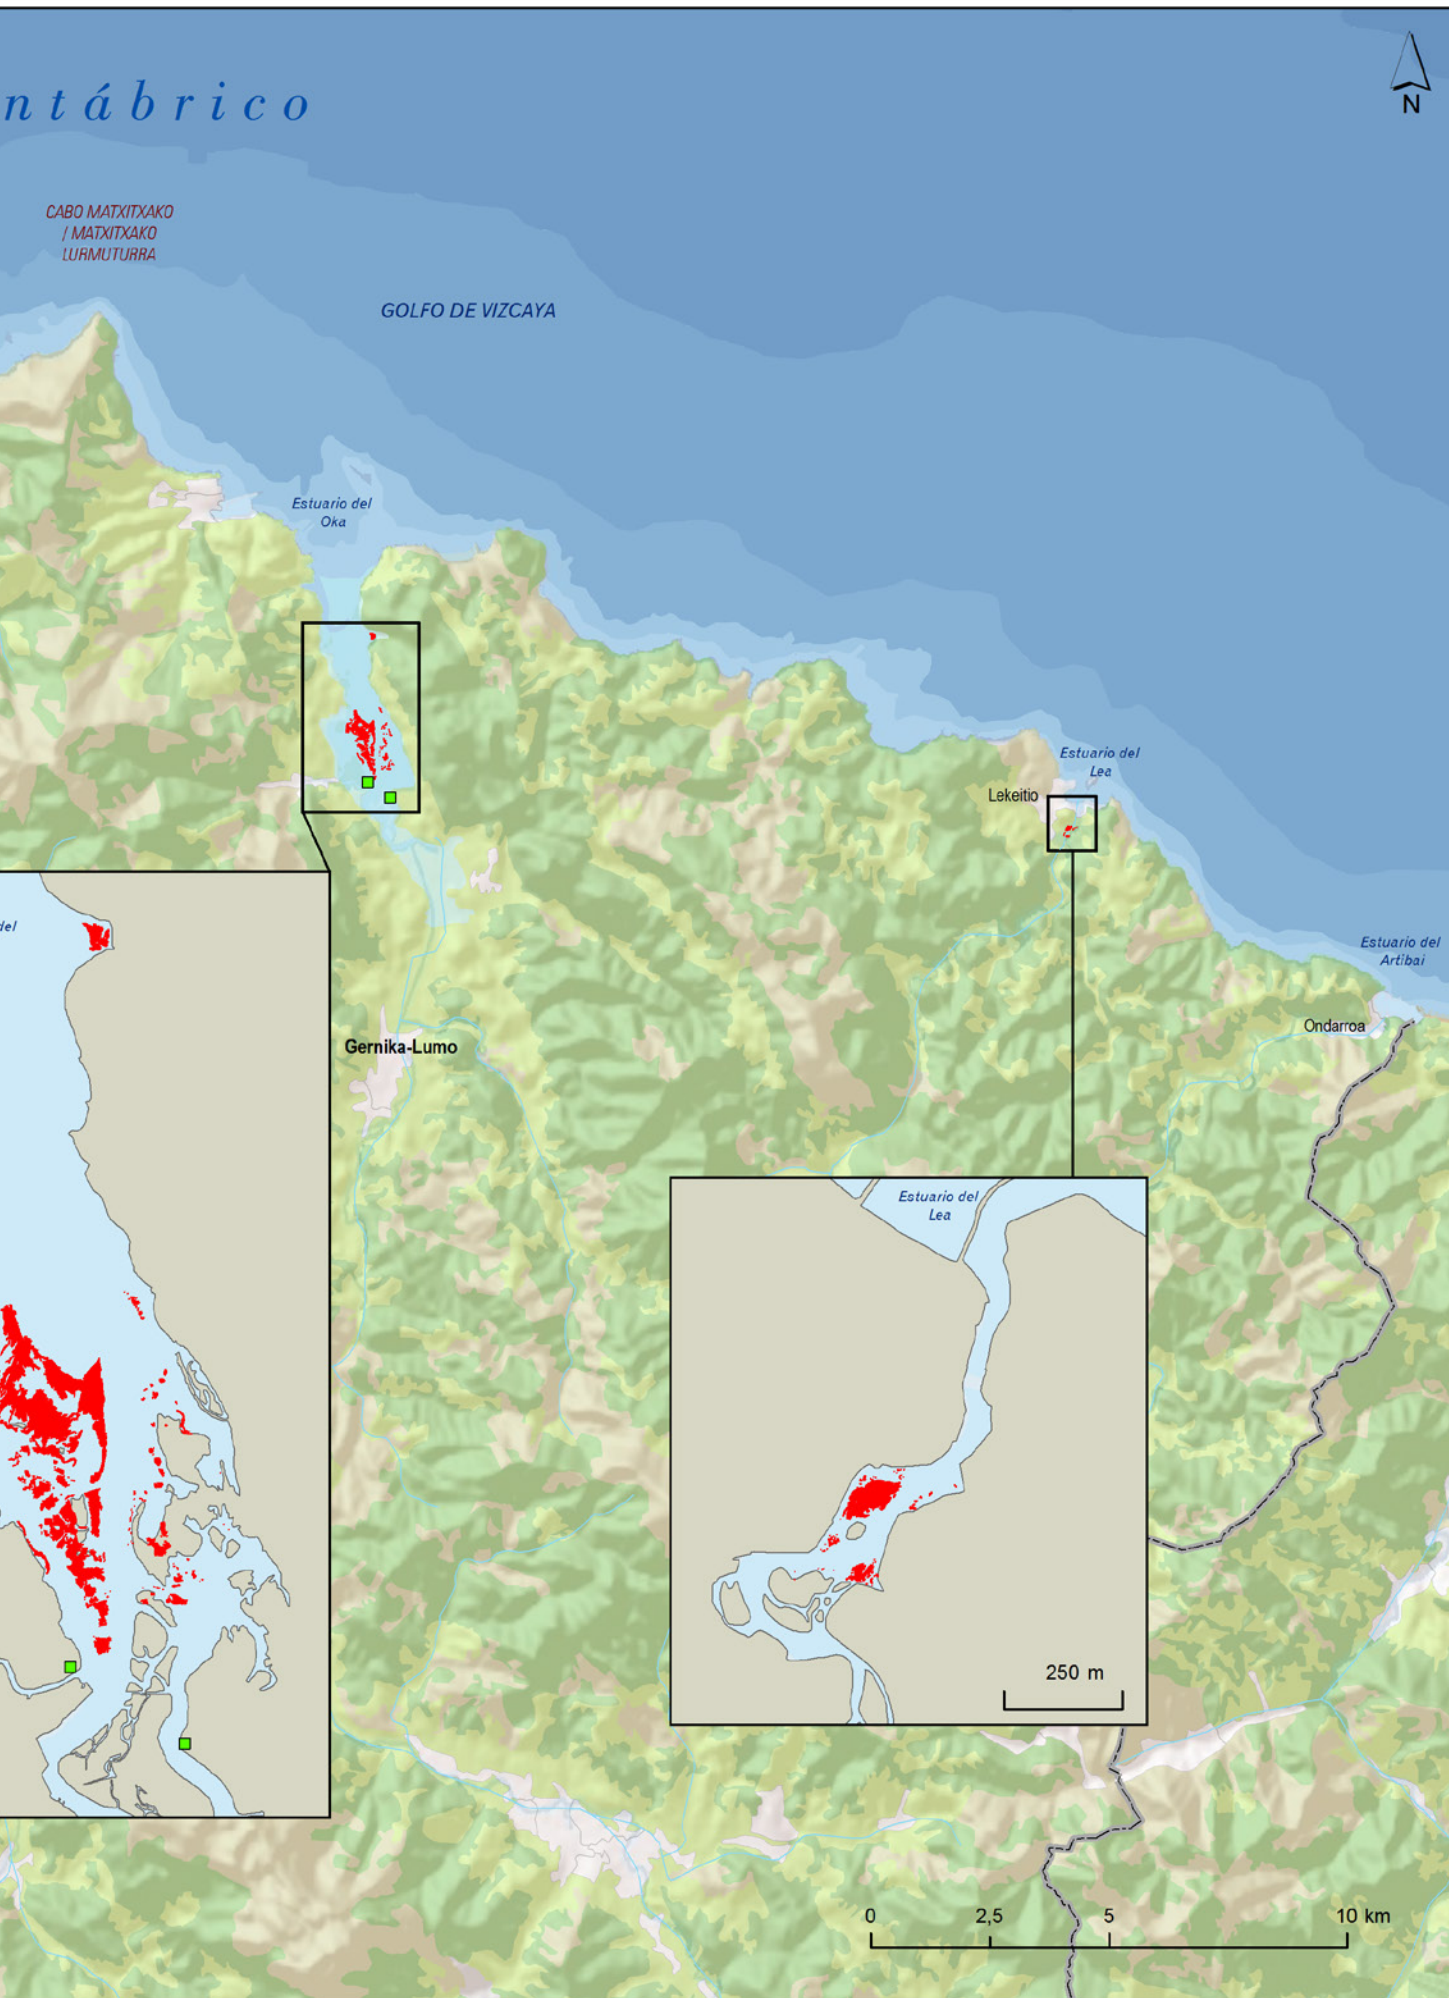 ntábrico
N
CABO MATXITXAKO
/ MATXITXAKO
LURMUTURRA
GOLFO DE VIZCAYA
Estuario del
Oka
Estuario del
Lea
Lekeitio
del
Estuario del
Artibai
Ondarroa
Gernika-Lumo
Estuario del
Lea
250 m
0 2,5 5 10 km